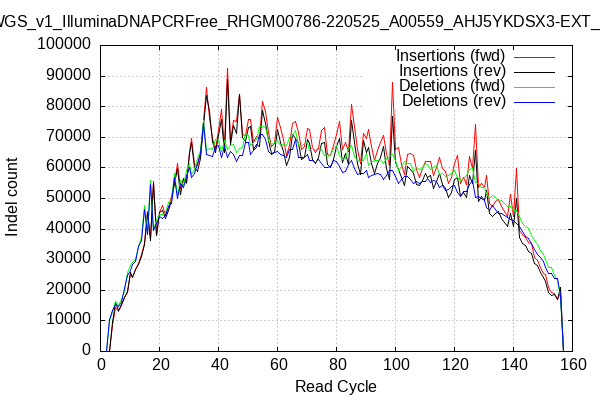 WGS_v1_IlluminaDNAPCRFree_RHGM00786-220525_A00559_AHJ5YKDSX3-EXT_
Insertions (fwd)
Insertions (rev)
Deletions (fwd)
Deletions (rev)
Indel count
100000
90000
80000
70000
60000
50000
40000
30000
20000
10000
0
0 20 40 60 80 100 120 140 160
Read Cycle